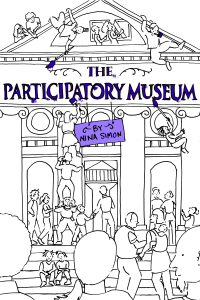 THE
PARTICIPATORY MUSEUM
BY
NINA SIMON